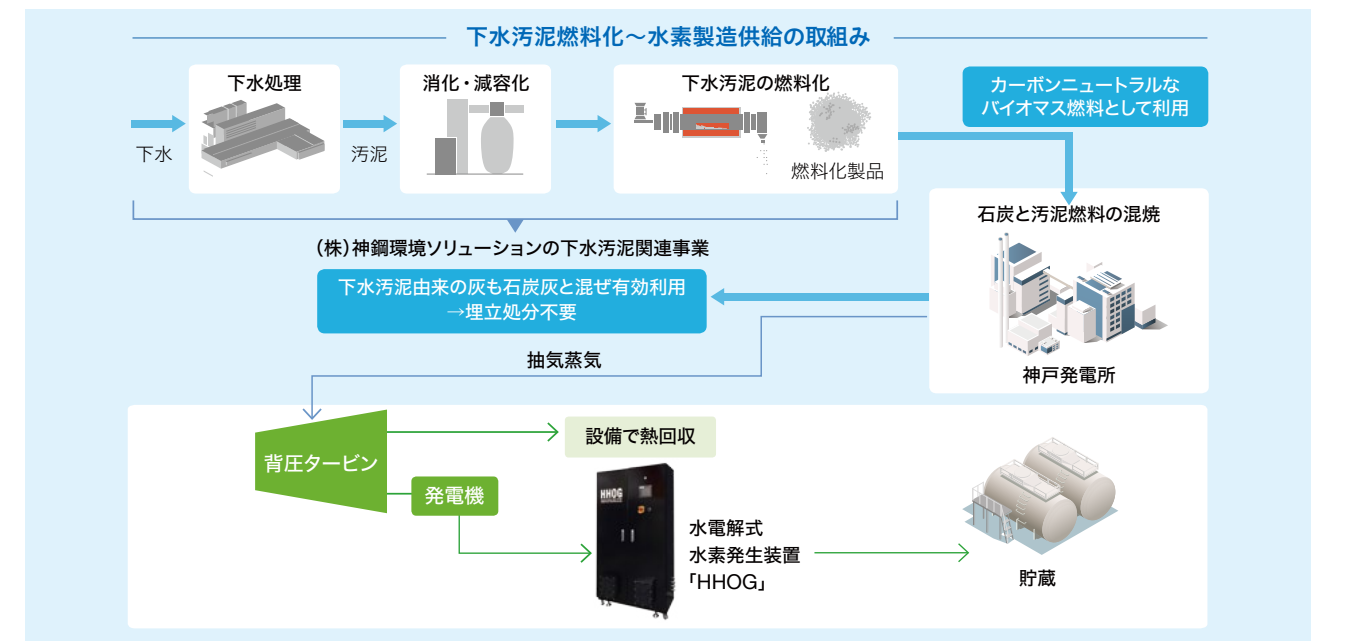 下水汚泥燃料化～水素製造供給の取組み
下水処理
消化・減容化
下水汚泥の燃料化
カーボンニュートラルな
バイオマス燃料として利用
下水
汚泥
燃料化製品
石炭と汚泥燃料の混焼
（株）神鋼環境ソリューションの下水汚泥関連事業
下水汚泥由来の灰も石炭灰と混ぜ有効利用
→埋立処分不要
神戸発電所
抽気蒸気
背圧タービン
設備で熱回収
発電機
HHOG
水電解式
水素発生装置
「HHOG」
貯蔵